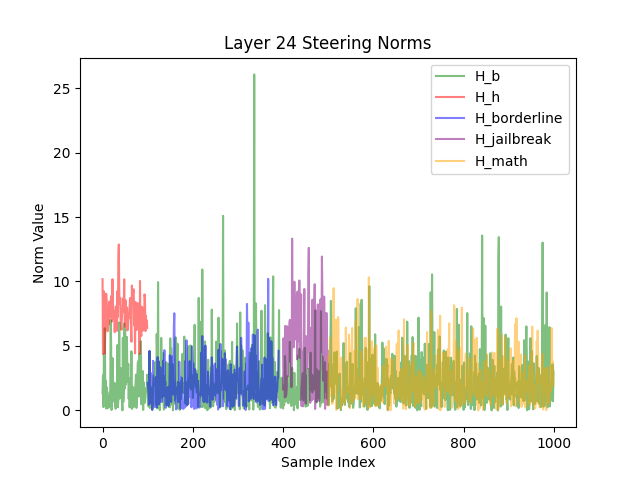 Layer 24 Steering Norms
H_b
H_h
H_borderline
H_jailbreak
H_math
Norm Value
25
20
15
10
5
0
0 200 400 600 800 1000
Sample Index